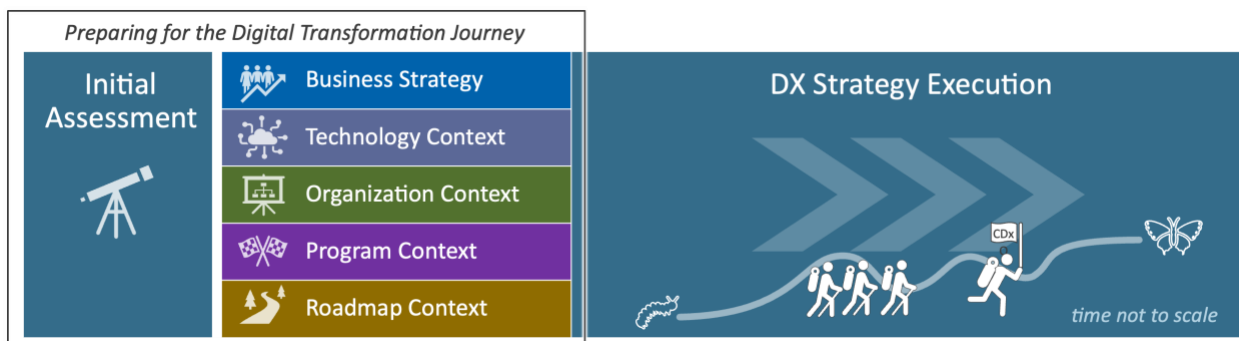 Preparing for the Digital Transformation Journey
Initial
Assessment
Business Strategy
Technology Context
Organization Context
Program Context
Roadmap Context
DX Strategy Execution
CDx
time not to scale